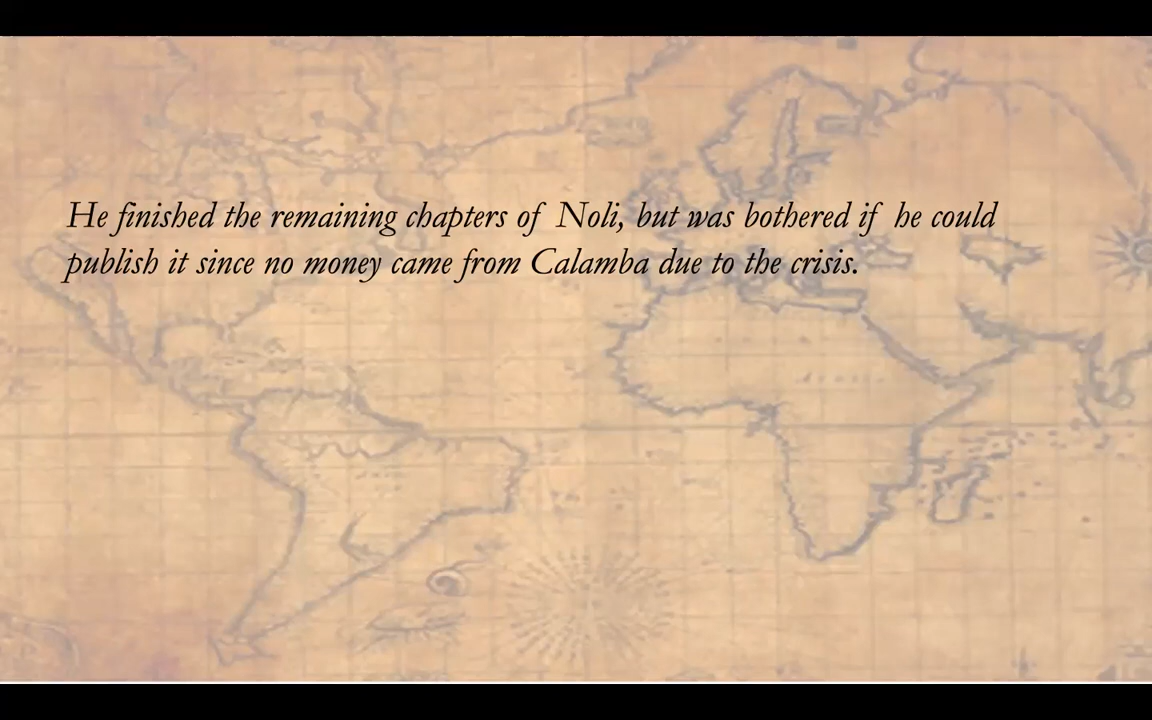 He finished the remaining chapters of Noli, but was bothered if he could
publish it since no money came from Calamba due to the crisis.